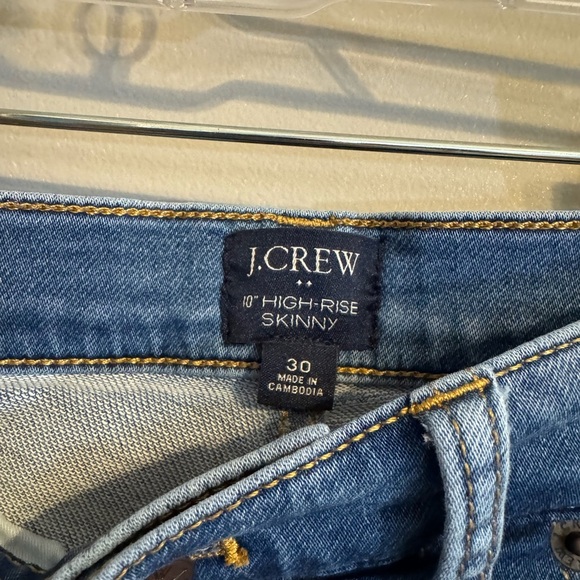 J.CREW
10" HIGH-RISE
SKINNY
30
MADE IN
CAMBODIA